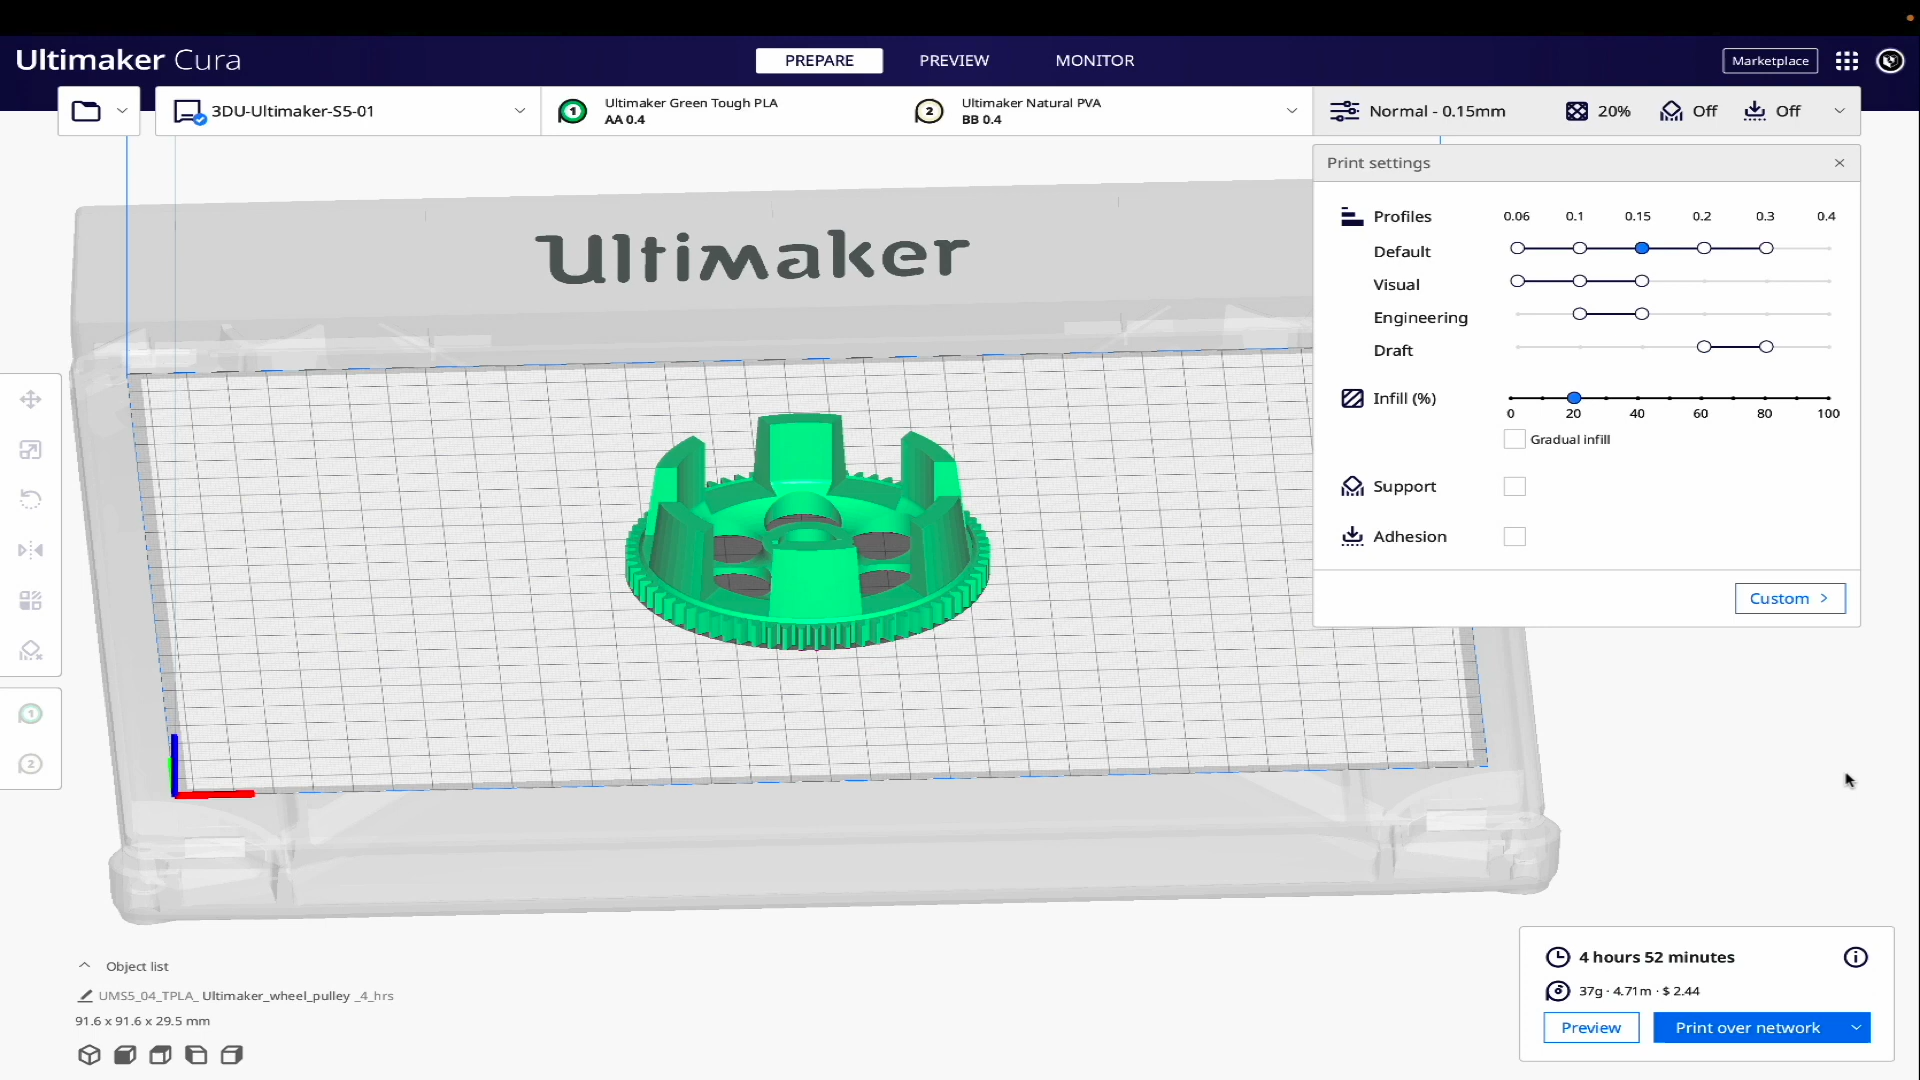 Ultimaker Cura
PREPARE
PREVIEW
MONITOR
Marketplace
3DU-Ultimaker-S5-01
1
Ultimaker Green Tough PLA
AA 0.4
2
Ultimaker Natural PVA
BB 0.4
Normal - 0.15mm
20%
Off
Off
Print settings
Profiles 0.06 0.1 0.15 0.2 0.3 0.4
Default
Visual
Engineering
Draft
Infill (%)
0 20 40 60 80 100
Gradual infill
Support
Adhesion
Custom
Ultimaker
1
2
Object list
UMS5_04_TPLA_ Ultimaker_wheel_pulley _4_hrs
91.6 x 91.6 x 29.5 mm
4 hours 52 minutes
37g · 4.71m · $ 2.44
Preview
Print over network